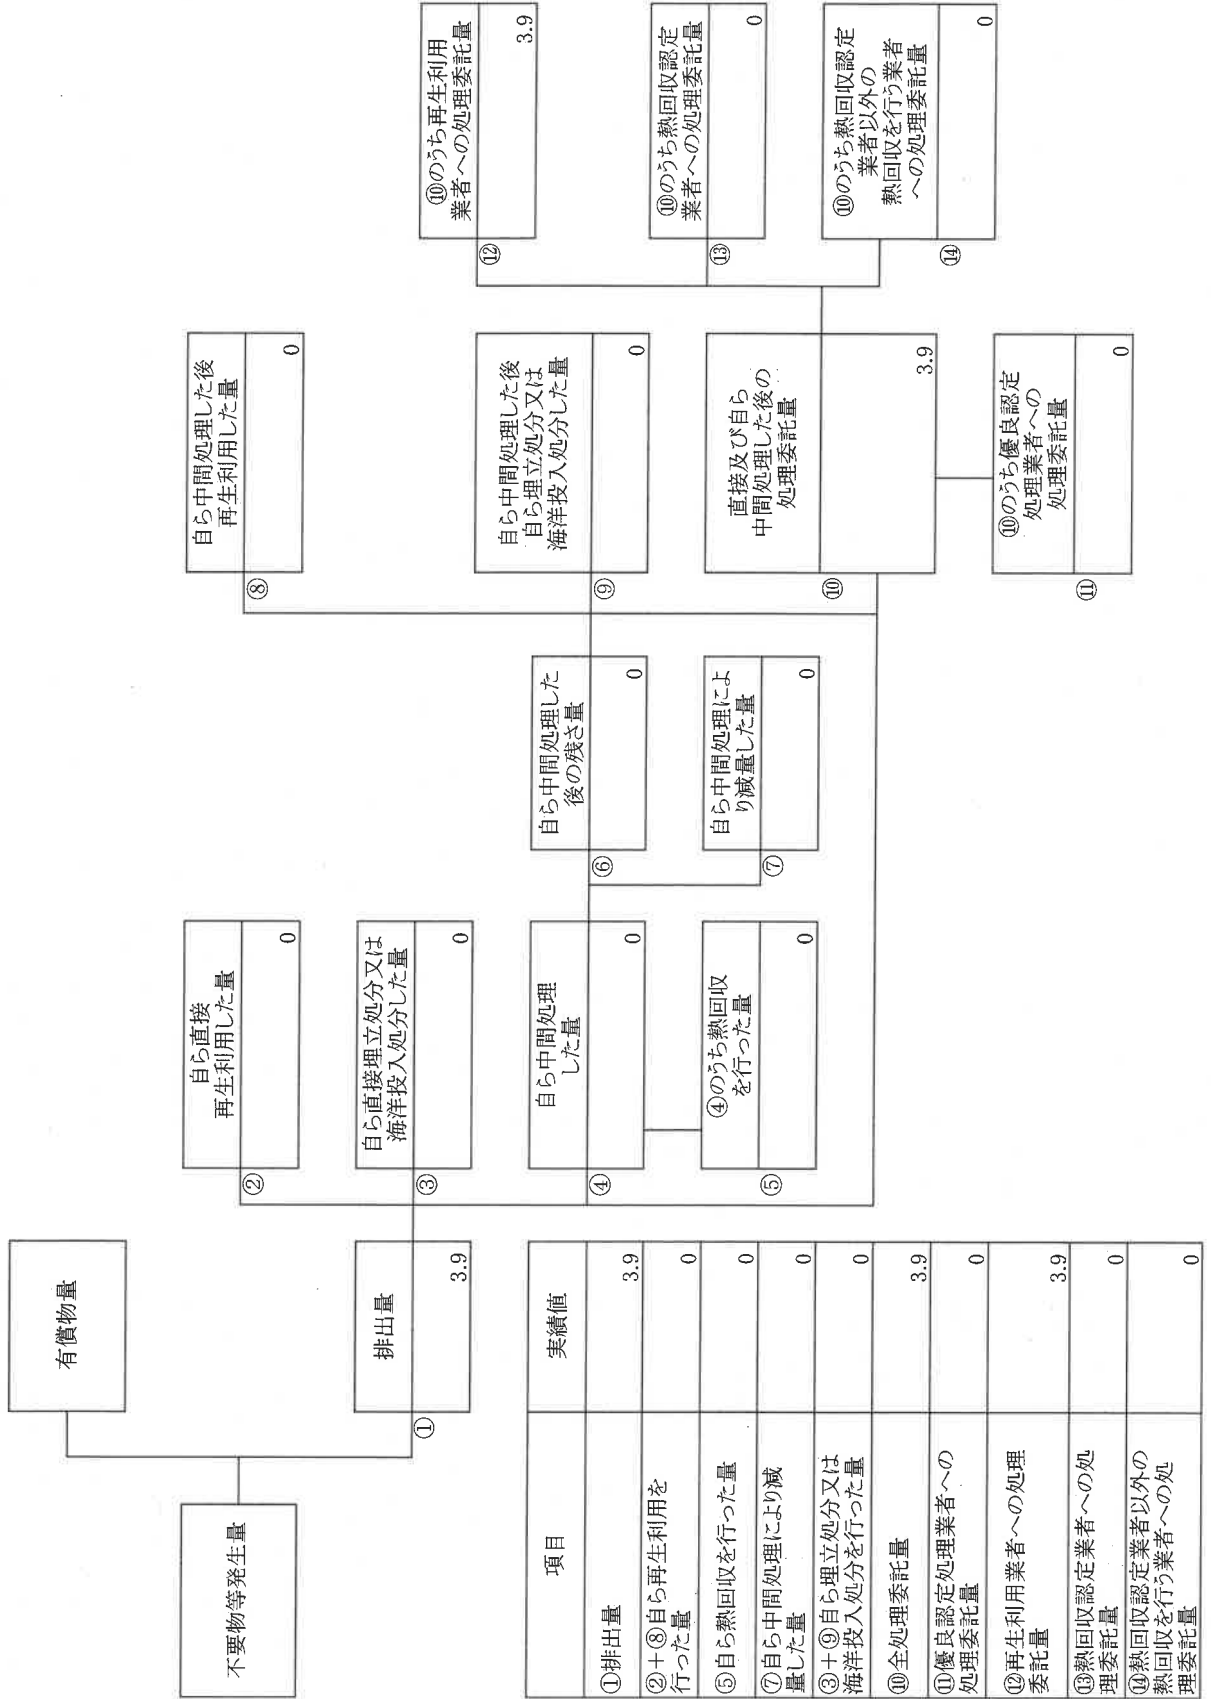 不要物等発生量
有償物量
①
排出量
3.9
②
自ら直接
再生利用した量
0
③
自ら直接埋立処分又は
海洋投入処分した量
0
④
自ら中間処理
した量
0
⑤
④のうち熱回収
を行った量
0
⑥
自ら中間処理した
後の残さ量
0
⑦
自ら中間処理によ
り減量した量
0
⑧
自ら中間処理した後
再生利用した量
0
⑨
自ら中間処理した後
自ら埋立処分又は
海洋投入処分した量
0
⑩
直接及び自ら
中間処理した後の
処理委託量
3.9
⑪
⑩のうち優良認定
処理業者への
処理委託量
0
⑫
⑩のうち再生利用
業者への処理委託量
3.9
⑬
⑩のうち熱回収認定
業者への処理委託量
0
⑭
⑩のうち熱回収認定
業者以外の
熱回収を行う業者
への処理委託量
0
項目 実績値
①排出量 3.9
②+⑧自ら再生利用を
行った量 0
⑤自ら熱回収を行った量 0
⑦自ら中間処理により減
量した量 0
③+⑨自ら埋立処分又は
海洋投入処分を行った量 0
⑩全処理委託量 3.9
⑪優良認定処理業者への
処理委託量 0
⑫再生利用業者への処理
委託量 3.9
⑬熱回収認定業者への処
理委託量 0
⑭熱回収認定業者以外の
熱回収を行う業者への処
理委託量 0